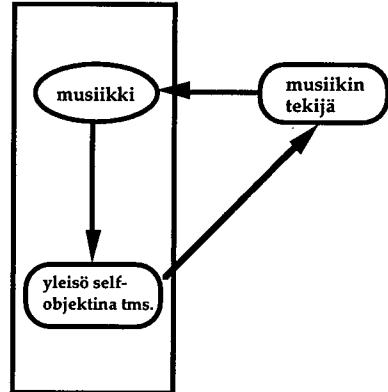 musiikki
musiikin
tekijä
yleisö self-
objektina tms.